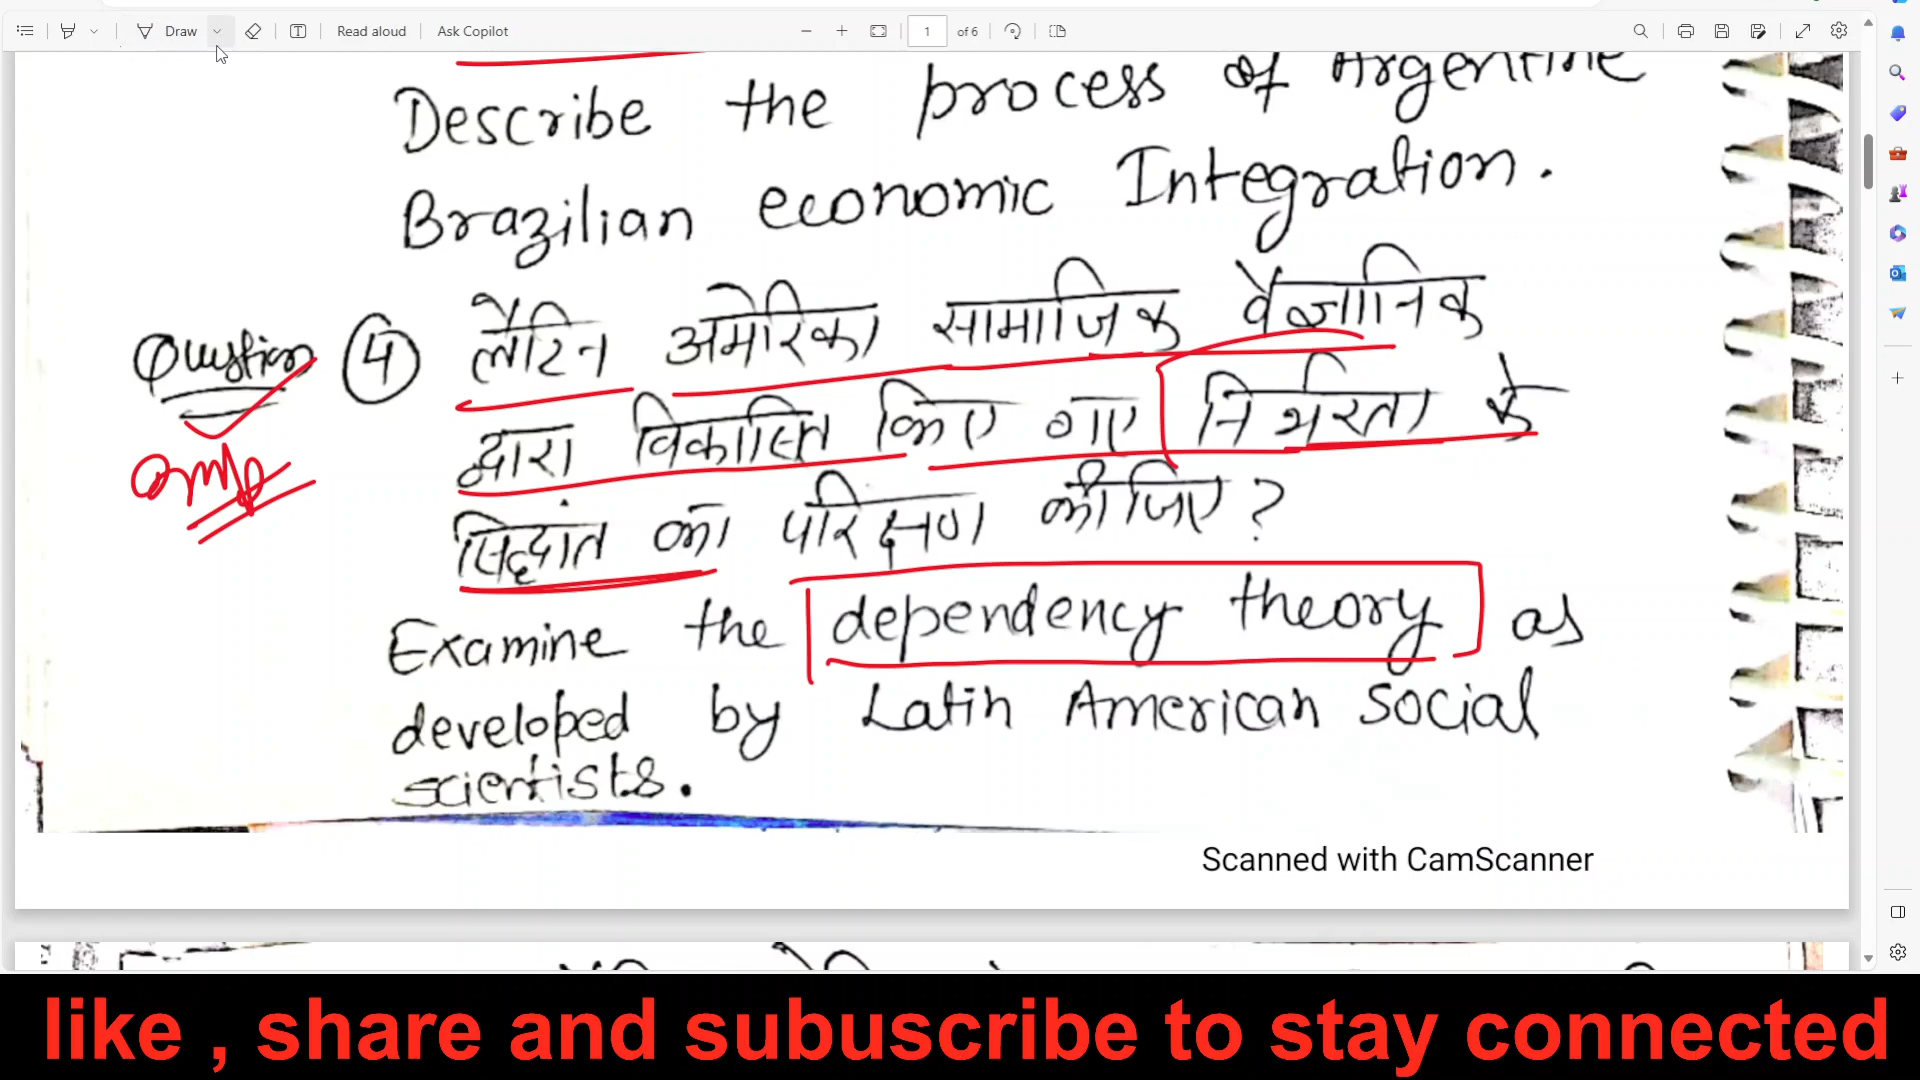 Draw
Read aloud
Ask Copilot
1 of 6
Describe the process of Argentine
Brazilian economic Integration.
Question ④ लैटिन अमेरिका सामाजिक वैज्ञानिक
द्वारा विकासित किए गए निर्भरता के
Imp
सिद्धांत का परिक्षण कीजिए ?
Examine the dependency theory as
developed by Latin American social
scientists.
Scanned with CamScanner
like , share and subuscribe to stay connected